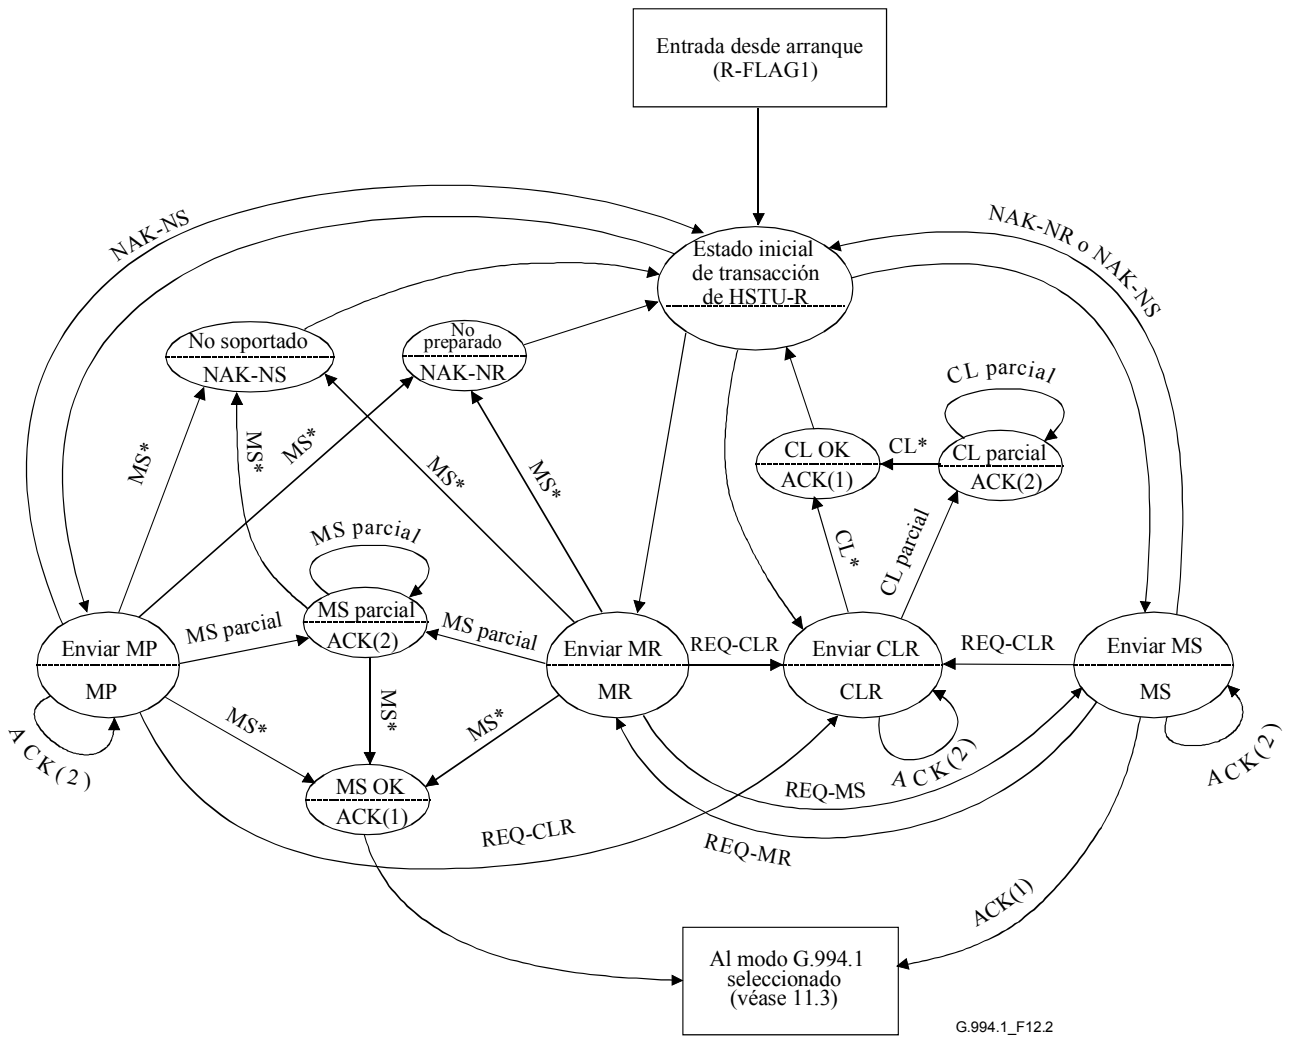 Entrada desde arranque
(R-FLAG1)
NAK-NS
NAK-NR o NAK-NS
Estado inicial
de transacción
de HSTU-R
No soportado
NAK-NS
No
preparado
NAK-NR
CL parcial
MS*
MS*
MS*
MS*
MS*
CL OK
ACK(1)
CL*
CL parcial
ACK(2)
MS parcial
CL*
CL parcial
MS parcial
ACK(2)
MS parcial
MS parcial
Enviar MP
MP
Enviar MR
MR
REQ-CLR
Enviar CLR
CLR
REQ-CLR
Enviar MS
MS
ACK(2)
MS*
MS*
MS*
ACK(2)
ACK(2)
MS OK
ACK(1)
REQ-MS
REQ-CLR
REQ-MR
ACK(1)
Al modo G.994.1
seleccionado
(véase 11.3)
G.994.1_F12.2